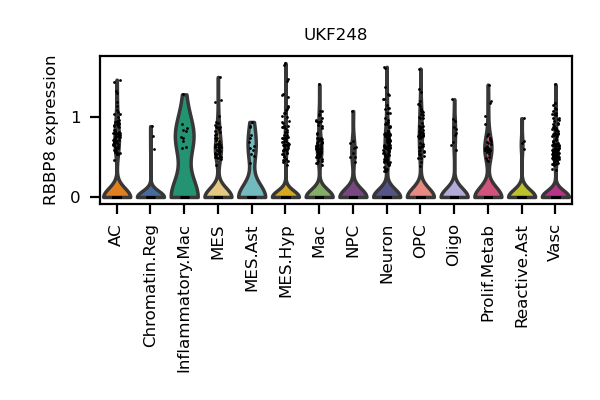 UKF248
RBBP8 expression
1
0
AC
Chromatin.Reg
Inflammatory.Mac
MES
MES.Ast
MES.Hyp
Mac
NPC
Neuron
OPC
Oligo
Prolif.Metab
Reactive.Ast
Vasc